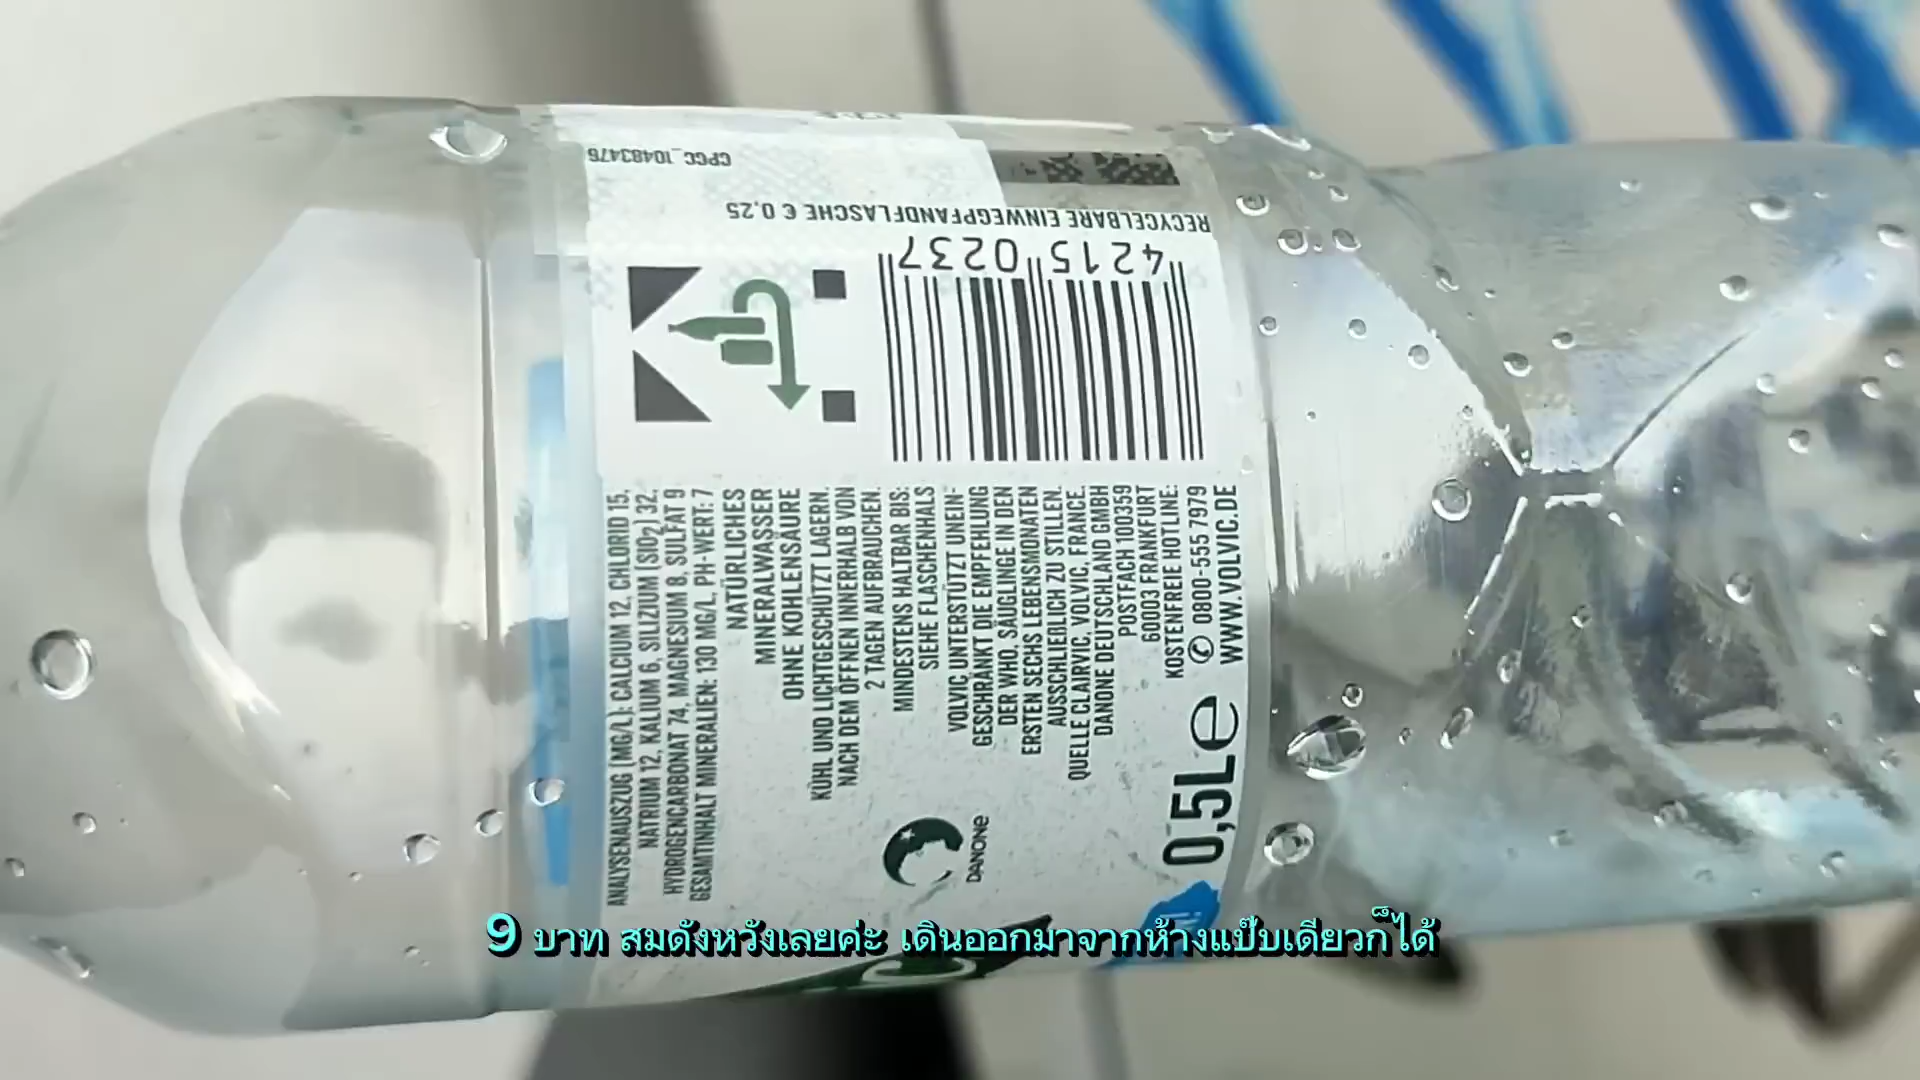 CPGC_10483476
RECYCELBARE EINWEGPFANDFLASCHE € 0,25
4215 0237
ANALYSENAUSZUG (MG/L): CALCIUM 12, CHLORID 15,
NATRIUM 12, KALIUM 6, SILIZIUM (SIO2) 32,
HYDROGENCARBONAT 74, MAGNESIUM 8, SULFAT 9
GESAMTINHALT MINERALIEN: 130 MG/L, PH-WERT: 7
NATÜRLICHES
MINERALWASSER
OHNE KOHLENSÄURE
KÜHL UND LICHTGESCHÜTZT LAGERN.
NACH DEM ÖFFNEN INNERHALB VON
2 TAGEN AUFBRAUCHEN.
MINDESTENS HALTBAR BIS:
SIEHE FLASCHENHALS
VOLVIC UNTERSTÜTZT UNEIN-
GESCHRÄNKT DIE EMPFEHLUNG
DER WHO, SÄUGLINGE IN DEN
ERSTEN SECHS LEBENSMONATEN
AUSSCHLIEßLICH ZU STILLEN.
QUELLE CLAIRVIC, VOLVIC, FRANCE.
DANONE DEUTSCHLAND GMBH
POSTFACH 100359
60003 FRANKFURT
KOSTENFREIE HOTLINE:
✆ 0800-555 7979
WWW.VOLVIC.DE
DANONE
0,5L e
9 บาท สมดังหวังเลยค่ะ เดินออกมาจากห้างแป๊บเดียวก็ได้